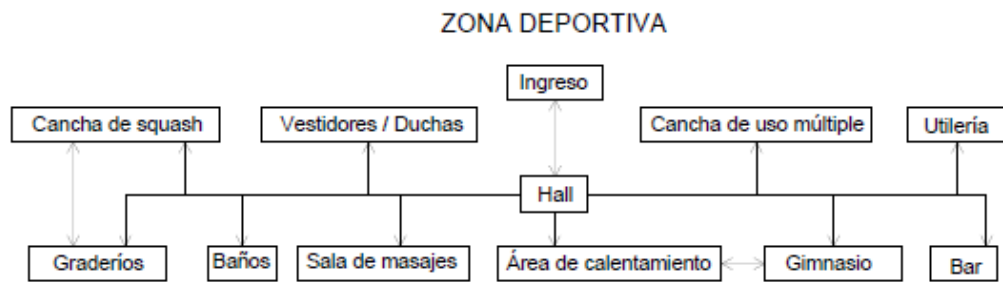 ZONA DEPORTIVA
Ingreso
Cancha de squash
Vestidores / Duchas
Cancha de uso múltiple
Utilería
Hall
Graderíos
Baños
Sala de masajes
Área de calentamiento
Gimnasio
Bar